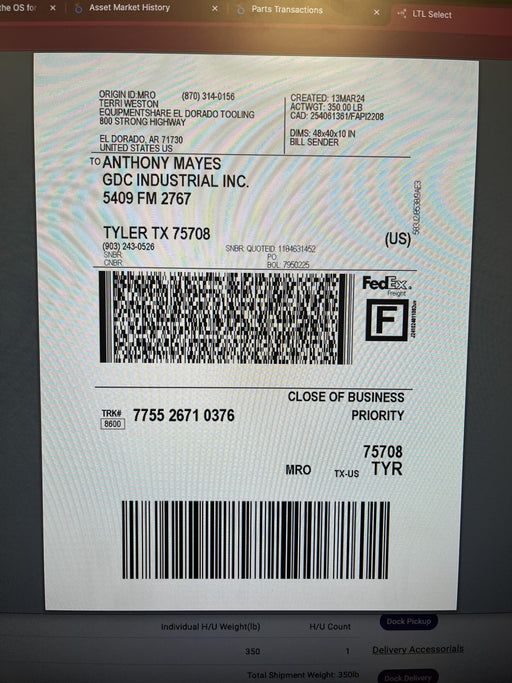 the OS for
Asset Market History
Parts Transactions
LTL Select
ORIGIN ID:MRO (870) 314-0156
TERRI WESTON
EQUIPMENTSHARE EL DORADO TOOLING
800 STRONG HIGHWAY
EL DORADO, AR 71730
UNITED STATES US
CREATED: 13MAR24
ACTWGT: 350.00 LB
CAD: 254061361/FAPI2208
DIMS: 48x40x10 IN
BILL SENDER
TO ANTHONY MAYES
GDC INDUSTRIAL INC.
5409 FM 2767
TYLER TX 75708
(US)
(903) 243-0526
SNBR: QUOTEID: 1184631452
SNBR:
PO:
CNBR:
BOL: 7950225
FedEx
Freight
F
CLOSE OF BUSINESS
TRK# 7755 2671 0376
8600
PRIORITY
75708
MRO TX-US TYR
Individual H/U Weight(lb) H/U Count Dock Pickup
350 1 Delivery Accessorials
Total Shipment Weight: 350lb Dock Delivery